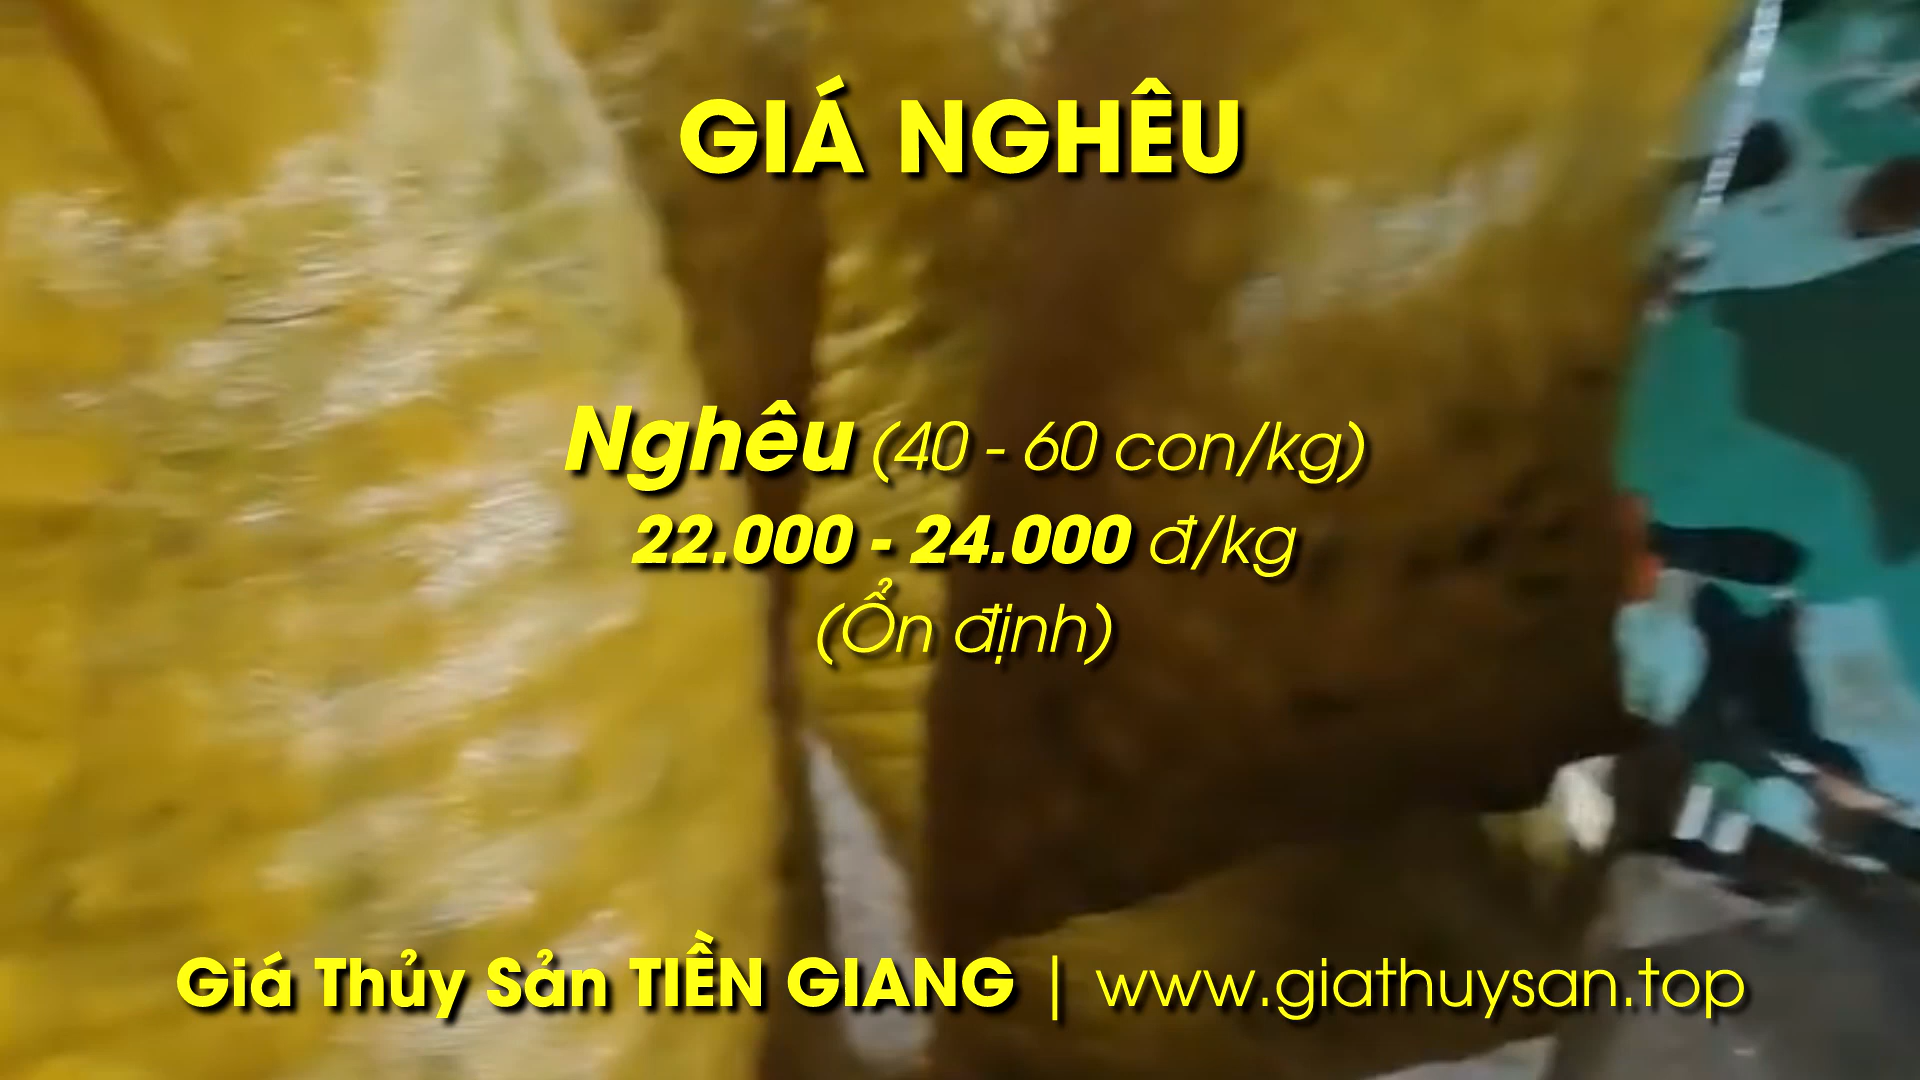 GIÁ NGHÊU
Nghêu (40 - 60 con/kg)
22.000 - 24.000 đ/kg
(Ổn định)
Giá Thủy Sản TIỀN GIANG | www.giathuysan.top